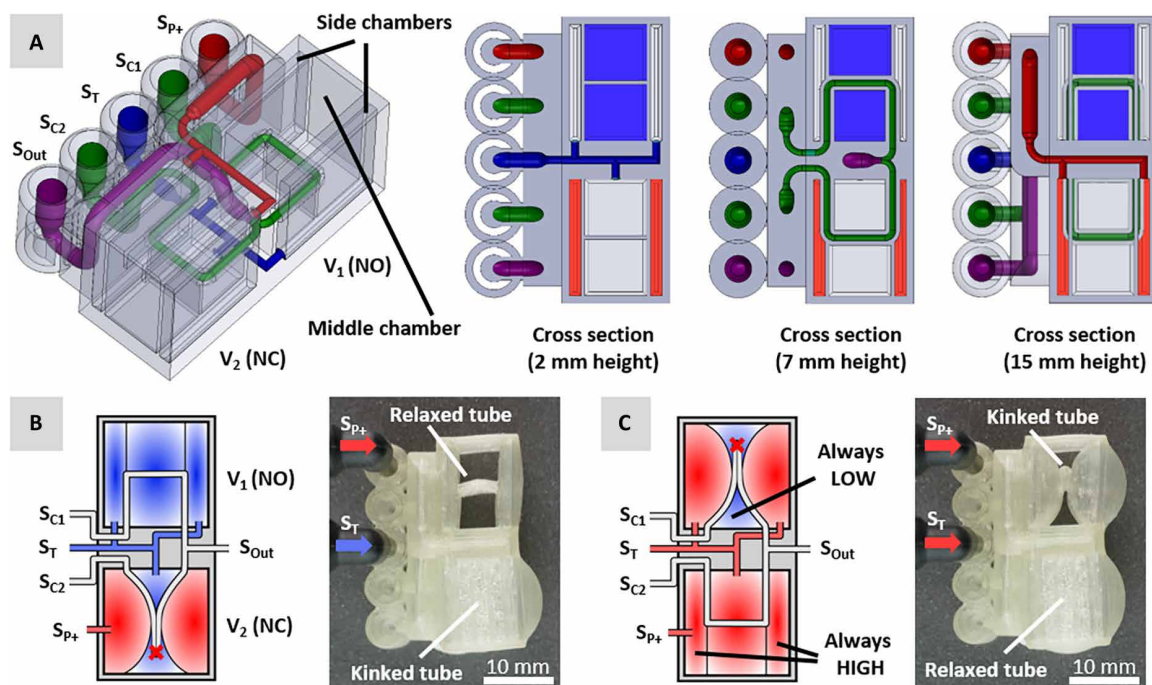 A
S_P+
S_C1
S_T
S_C2
S_Out
Side chambers
V_1 (NO)
Middle chamber
V_2 (NC)
Cross section
(2 mm height)
Cross section
(7 mm height)
Cross section
(15 mm height)
B
V_1 (NO)
S_C1
S_T
S_Out
S_C2
S_P+
V_2 (NC)
S_P+
Relaxed tube
S_T
Kinked tube
10 mm
C
Always
LOW
S_C1
S_T
S_Out
S_C2
S_P+
Always
HIGH
S_P+
Kinked tube
S_T
Relaxed tube
10 mm